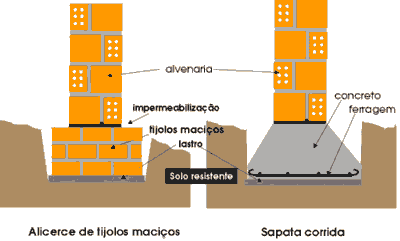 alvenaria
concreto
ferragem
impermeabilização
tijolos maciços
lastro
Solo resistente
Alicerce de tijolos maciços
Sapata corrida